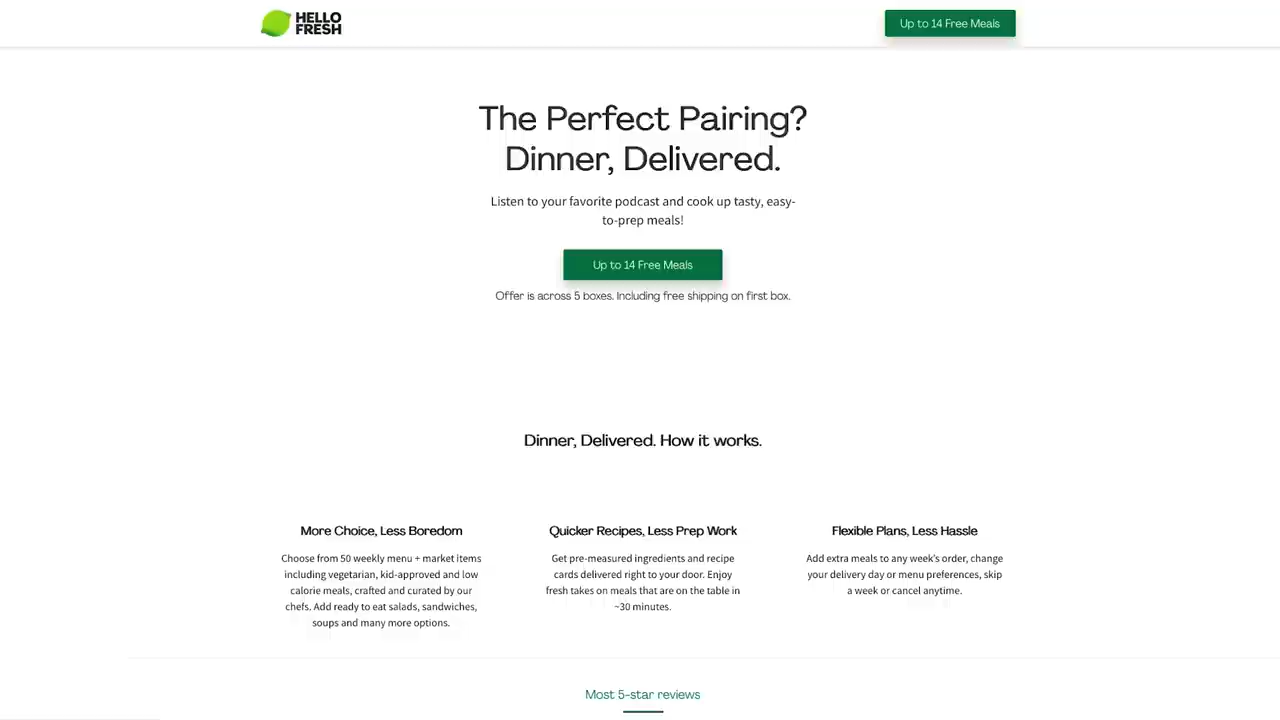 HELLO
FRESH
Up to 14 Free Meals
The Perfect Pairing?
Dinner, Delivered.
Listen to your favorite podcast and cook up tasty, easy-
to-prep meals!
Up to 14 Free Meals
Offer is across 5 boxes. Including free shipping on first box.
Dinner, Delivered. How it works.
More Choice, Less Boredom
Choose from 50 weekly menu + market items
including vegetarian, kid-approved and low
calorie meals, crafted and curated by our
chefs. Add ready to eat salads, sandwiches,
soups and many more options.
Quicker Recipes, Less Prep Work
Get pre-measured ingredients and recipe
cards delivered right to your door. Enjoy
fresh takes on meals that are on the table in
~30 minutes.
Flexible Plans, Less Hassle
Add extra meals to any week's order, change
your delivery day or menu preferences, skip
a week or cancel anytime.
Most 5-star reviews